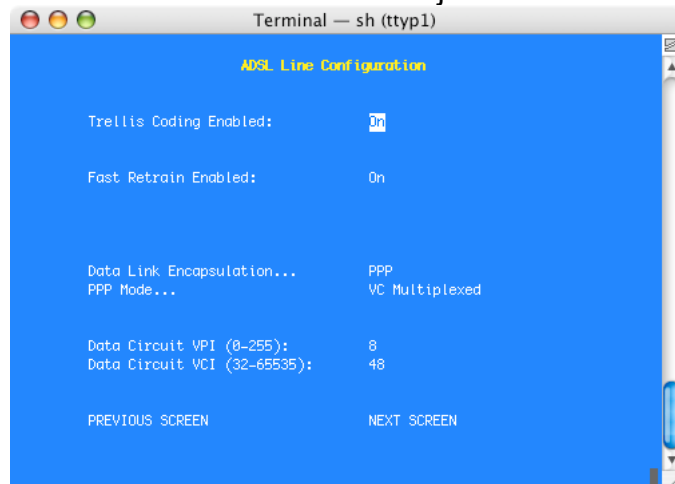 Terminal — sh (ttyp1)
ADSL Line Configuration
Trellis Coding Enabled: On
Fast Retrain Enabled: On
Data Link Encapsulation... PPP
PPP Mode... VC Multiplexed
Data Circuit VPI (0-255): 8
Data Circuit VCI (32-65535): 48
PREVIOUS SCREEN NEXT SCREEN